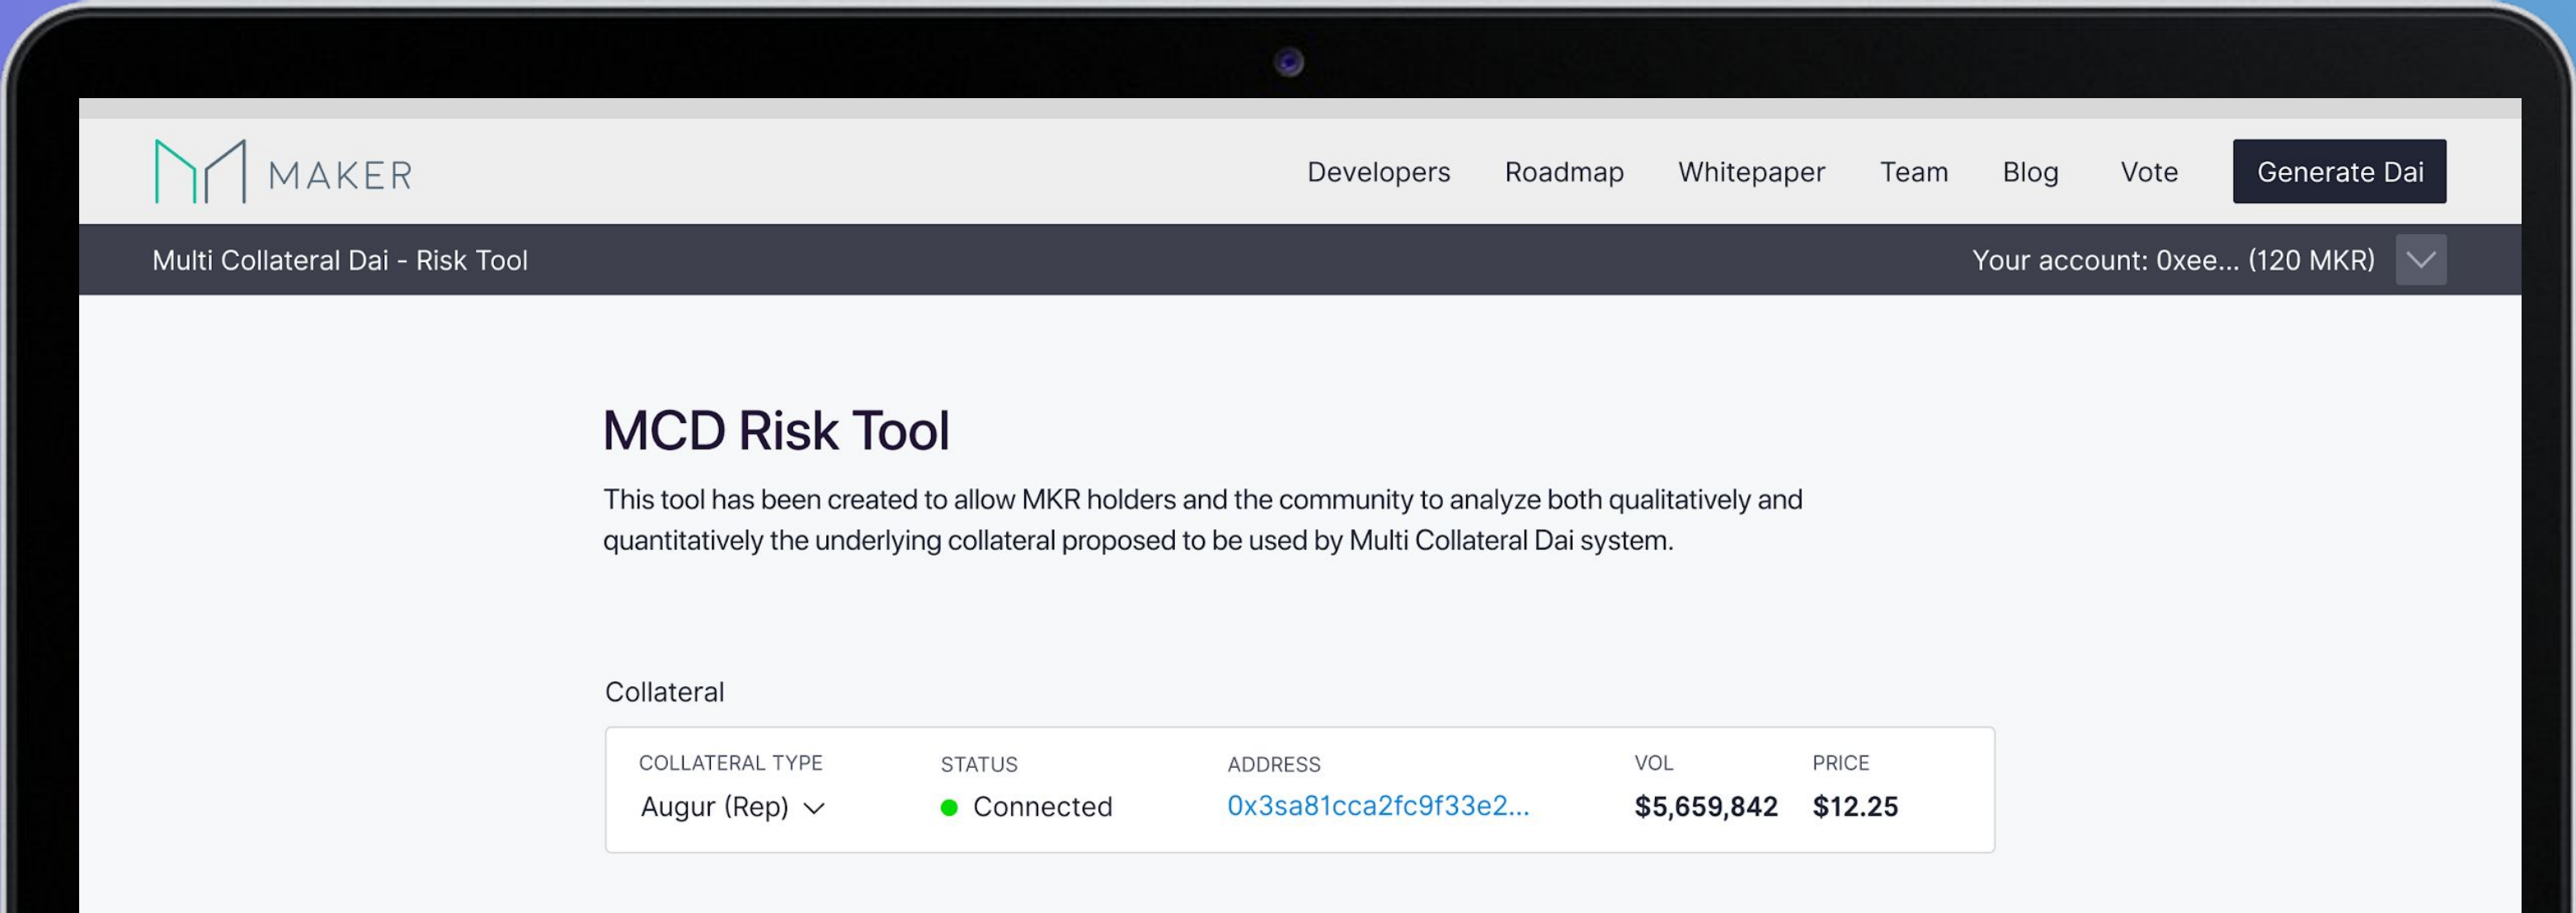 MAKER
Developers Roadmap Whitepaper Team Blog Vote Generate Dai
Multi Collateral Dai - Risk Tool
Your account: 0xee... (120 MKR)
MCD Risk Tool
This tool has been created to allow MKR holders and the community to analyze both qualitatively and
quantitatively the underlying collateral proposed to be used by Multi Collateral Dai system.
Collateral
COLLATERAL TYPE STATUS ADDRESS VOL PRICE
Augur (Rep) Connected 0x3sa81cca2fc9f33e2... $5,659,842 $12.25